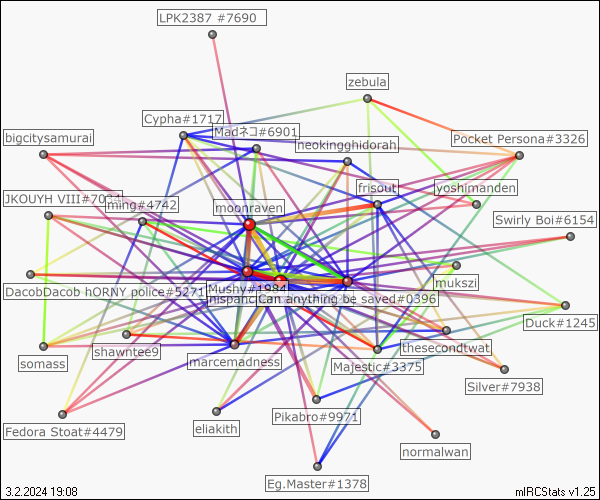 LPK2387 #7690
zebula
Cypha#1717
Madネコ#6901
bigcitysamurai
neokingghidorah
Pocket Persona#3326
frisout
yoshimanden
JKOUYH VIII#7034
ming#4742
moonraven
Swirly Boi#6154
mukszi
DacobDacob hORNY police#5271
Mushy#1984
Can anything be saved#0396
Duck#1245
shawntee9
somass
marcemadness
thesecondtwat
Majestic#3375
Silver#7938
Pikabro#9971
Fedora Stoat#4479
eliakith
normalwan
Eg.Master#1378
3.2.2024 19:08
mIRCStats v1.25